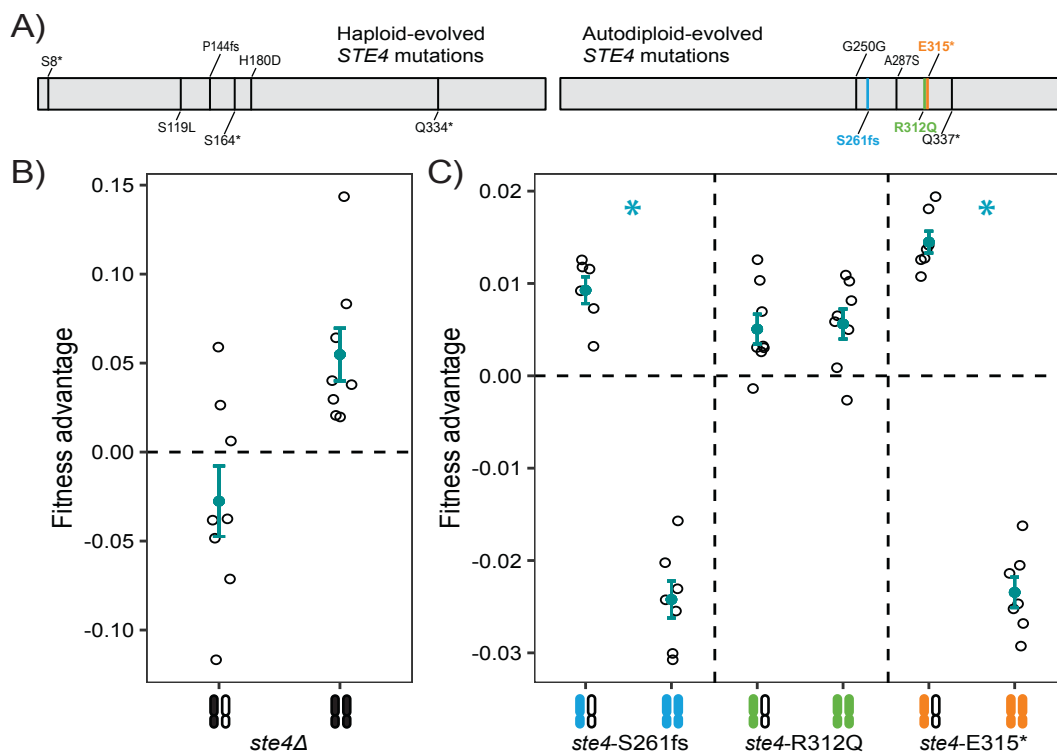 A)
Haploid-evolved
STE4 mutations
Autodiploid-evolved
STE4 mutations
S8*
P144fs
H180D
G250G
E315*
A287S
S119L
S164*
Q334*
S261fs
R312Q
Q337*
B)
C)
Fitness advantage
0.15
0.10
0.05
0.00
-0.05
-0.10
ste4Δ
Fitness advantage
0.02
0.01
0.00
-0.01
-0.02
-0.03
*
*
ste4-S261fs
ste4-R312Q
ste4-E315*